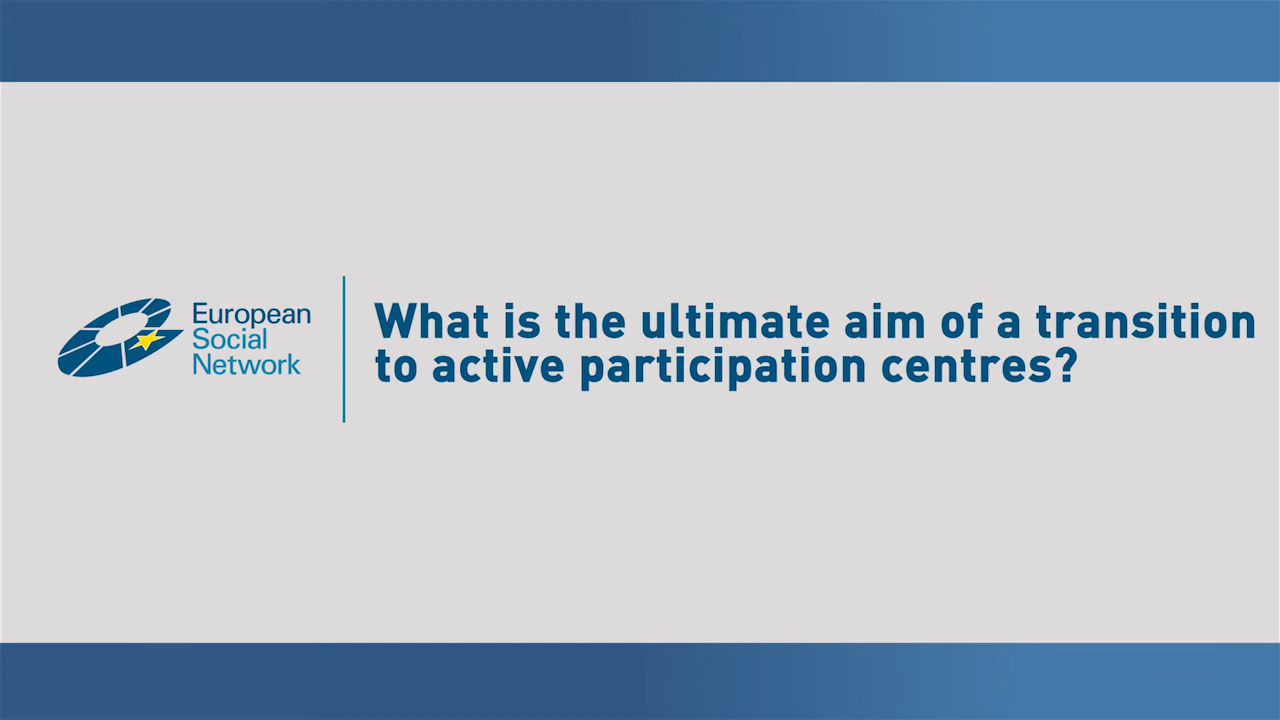 European
Social
Network
What is the ultimate aim of a transition
to active participation centres?